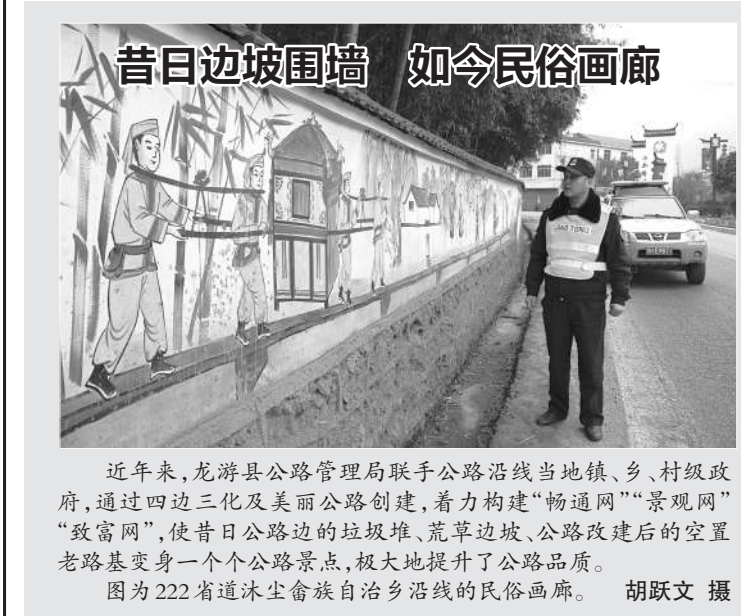 昔日边坡围墙 如今民俗画廊
JIAO TONG
近年来,龙游县公路管理局联手公路沿线当地镇、乡、村级政
府,通过四边三化及美丽公路创建,着力构建“畅通网”“景观网”
“致富网”,使昔日公路边的垃圾堆、荒草边坡、公路改建后的空置
老路基变身一个个公路景点,极大地提升了公路品质。
图为222省道沐尘畲族自治乡沿线的民俗画廊。 胡跃文 摄